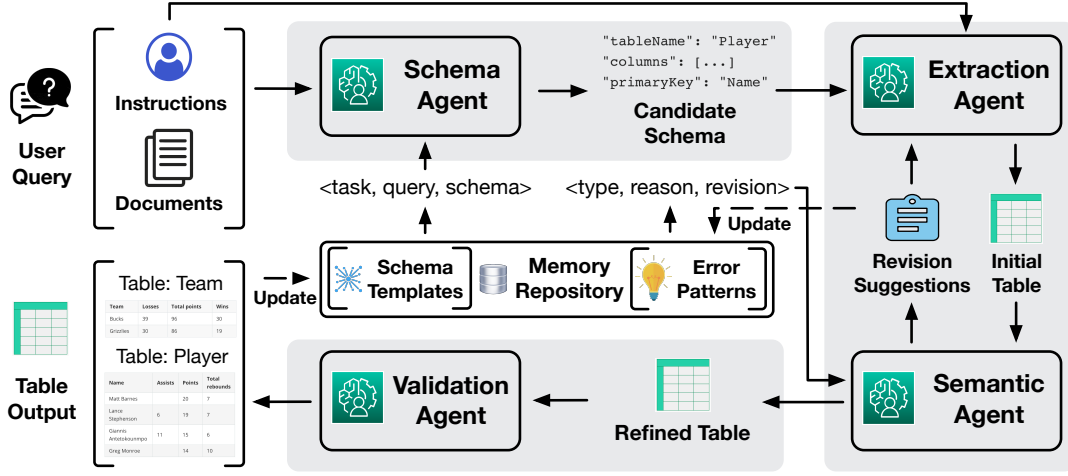 User
Query
?
Instructions
Documents
Schema
Agent
"tableName": "Player"
"columns": [...]
"primaryKey": "Name"
Candidate
Schema
Extraction
Agent
<task, query, schema>
<type, reason, revision>
Update
Revision
Suggestions
Initial
Table
Update
Schema
Templates
Memory
Repository
Error
Patterns
Table
Output
Table: Team
Team Losses Total points Wins
Bucks 39 96 30
Grizzlies 30 86 19
Table: Player
Name Assists Points Total
rebounds
Matt Barnes 20 7
Lance
Stephenson 6 19 7
Giannis
Antetokounmpo 11 15 6
Greg Monroe 14 10
Validation
Agent
Refined Table
Semantic
Agent